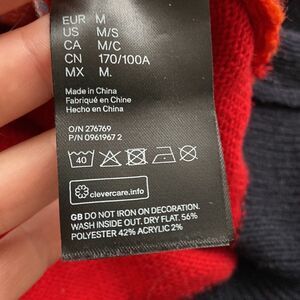 EUR M
US M/S
CA M/C
CN 170/100A
MX M.
Made in China
Fabriqué en Chine
Hecho en China
O/N 276769
P/N 0961967 2
40
clevercare.info
GB DO NOT IRON ON DECORATION.
WASH INSIDE OUT. DRY FLAT. 56%
POLYESTER 42% ACRYLIC 2%